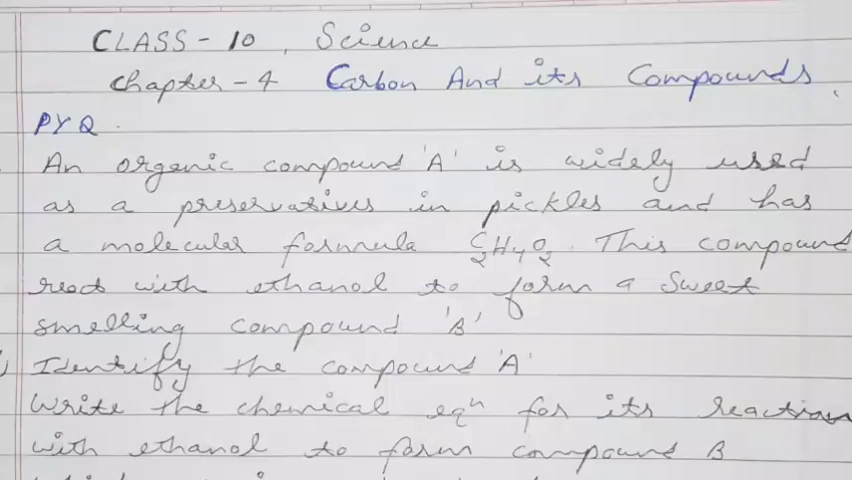 CLASS - 10, Science
Chapter - 4 Carbon And its Compounds
PYQ.
An organic compound 'A' is widely used
as a preservatives in pickles and has
a molecular formula C2H4O2. This compound
react with ethanol to form a sweet
smelling compound 'B'
) Identify the compound 'A'
Write the chemical eqn for its reaction
with ethanol to form compound B